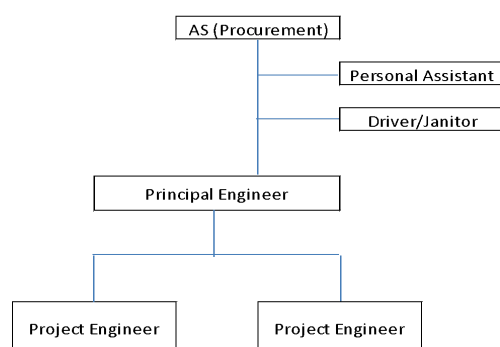 AS (Procurement)
Personal Assistant
Driver/Janitor
Principal Engineer
Project Engineer
Project Engineer